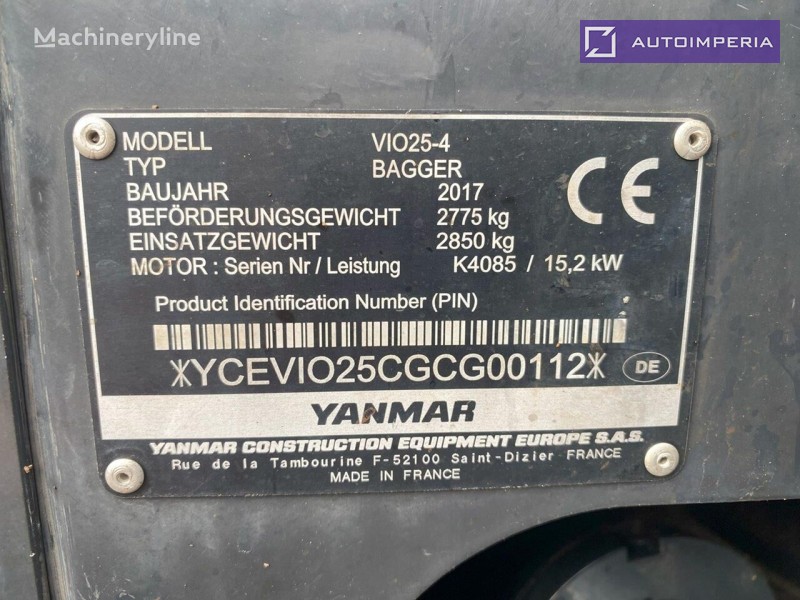 Machineryline
AUTOIMPERIA
MODELL VIO25-4
TYP BAGGER
BAUJAHR 2017
BEFÖRDERUNGSGEWICHT 2775 kg
EINSATZGEWICHT 2850 kg
MOTOR : Serien Nr / Leistung K4085 / 15,2 kW
CE
Product Identification Number (PIN)
*YCEVIO25CGCG00112* DE
YANMAR
YANMAR CONSTRUCTION EQUIPMENT EUROPE S.A.S.
Rue de la Tambourine F-52100 Saint-Dizier FRANCE
MADE IN FRANCE